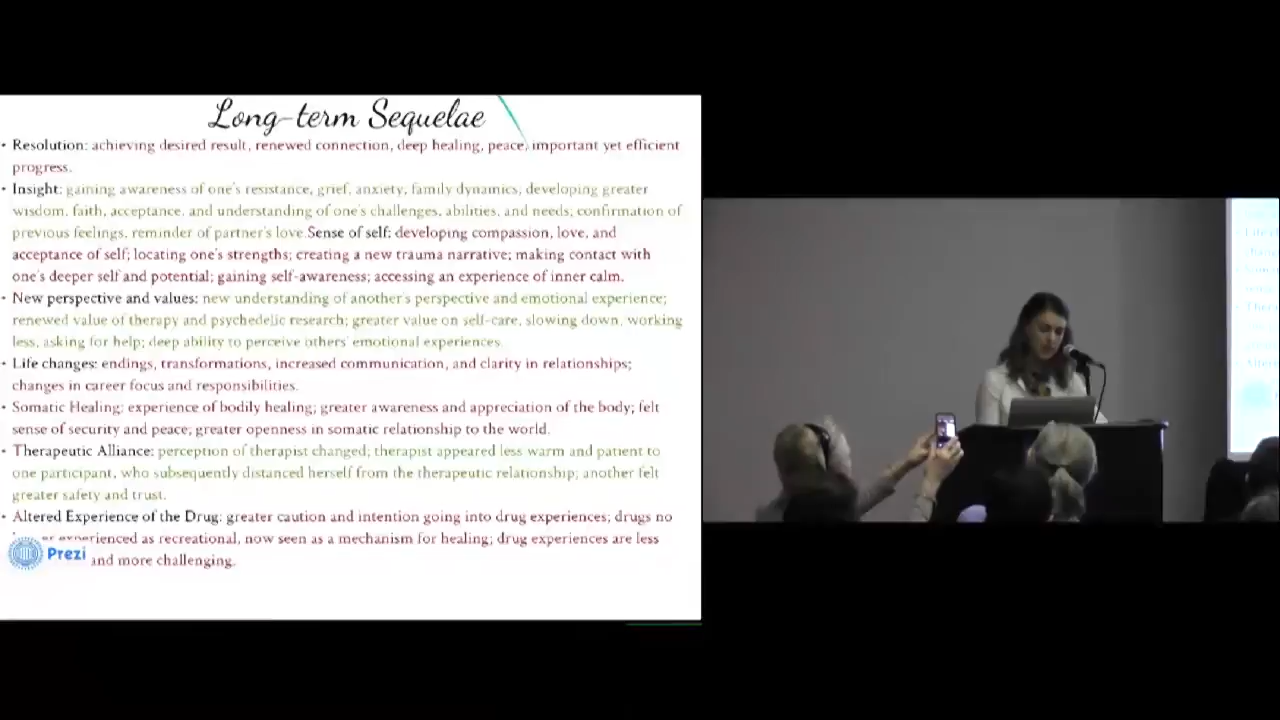 Long-term Sequelae
• Resolution: achieving desired result, renewed connection, deep healing, peace, important yet efficient
progress.
• Insight: gaining awareness of one's resistance, grief, anxiety, family dynamics; developing greater
wisdom, faith, acceptance, and understanding of one's challenges, abilities, and needs; confirmation of
previous feelings, reminder of partner's love.Sense of self: developing compassion, love, and
acceptance of self; locating one's strengths; creating a new trauma narrative; making contact with
one's deeper self and potential; gaining self-awareness; accessing an experience of inner calm.
• New perspective and values: new understanding of another's perspective and emotional experience;
renewed value of therapy and psychedelic research; greater value on self-care, slowing down, working
less, asking for help; deep ability to perceive others' emotional experiences.
• Life changes: endings, transformations, increased communication, and clarity in relationships;
changes in career focus and responsibilities.
• Somatic Healing: experience of bodily healing; greater awareness and appreciation of the body; felt
sense of security and peace; greater openness in somatic relationship to the world.
• Therapeutic Alliance: perception of therapist changed; therapist appeared less warm and patient to
one participant, who subsequently distanced herself from the therapeutic relationship; another felt
greater safety and trust.
• Altered Experience of the Drug: greater caution and intention going into drug experiences; drugs no
experienced as recreational, now seen as a mechanism for healing; drug experiences are less
Prezi and more challenging.